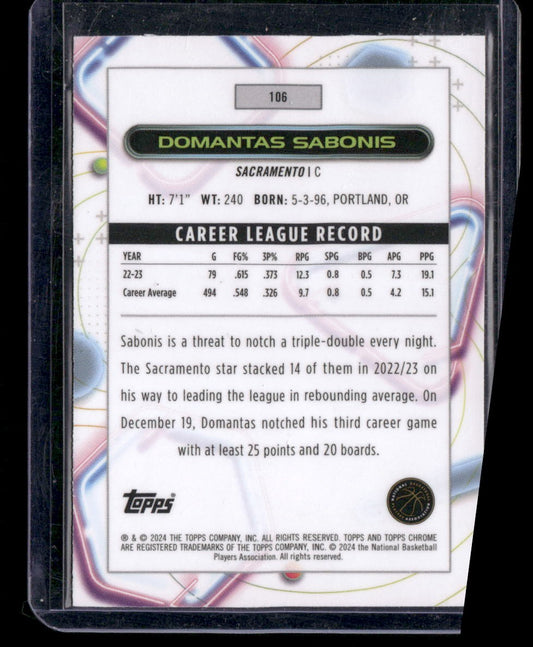 106
DOMANTAS SABONIS
SACRAMENTO | C
HT: 7'1" WT: 240 BORN: 5-3-96, PORTLAND, OR
CAREER LEAGUE RECORD
YEAR G FG% 3P% RPG SPG BPG APG PPG
22-23 79 .615 .373 12.3 0.8 0.5 7.3 19.1
Career Average 494 .548 .326 9.7 0.8 0.5 4.2 15.1
Sabonis is a threat to notch a triple-double every night.
The Sacramento star stacked 14 of them in 2022/23 on
his way to leading the league in rebounding average. On
December 19, Domantas notched his third career game
with at least 25 points and 20 boards.
Topps®
® & © 2024 THE TOPPS COMPANY, INC. ALL RIGHTS RESERVED. TOPPS AND TOPPS CHROME
ARE REGISTERED TRADEMARKS OF THE TOPPS COMPANY, INC. © 2024 the National Basketball
Players Association. All rights reserved.